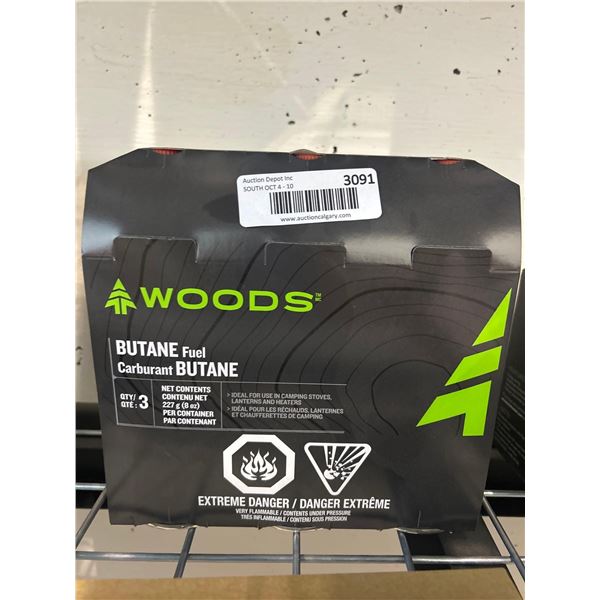 Auction Depot Inc
SOUTH OCT 4 - 10
3091
www.auctioncalgary.com
WOODS™ MC
BUTANE Fuel
Carburant BUTANE
QTY/
QTÉ : 3
NET CONTENTS
CONTENU NET
227 g (8 oz)
PER CONTAINER
PAR CONTENANT
> IDEAL FOR USE IN CAMPING STOVES,
LANTERNS AND HEATERS
> IDÉAL POUR LES RÉCHAUDS, LANTERNES
ET CHAUFFERETTES DE CAMPING
EXTREME DANGER / DANGER EXTRÊME
VERY FLAMMABLE / CONTENTS UNDER PRESSURE
TRÈS INFLAMMABLE / CONTENU SOUS PRESSION